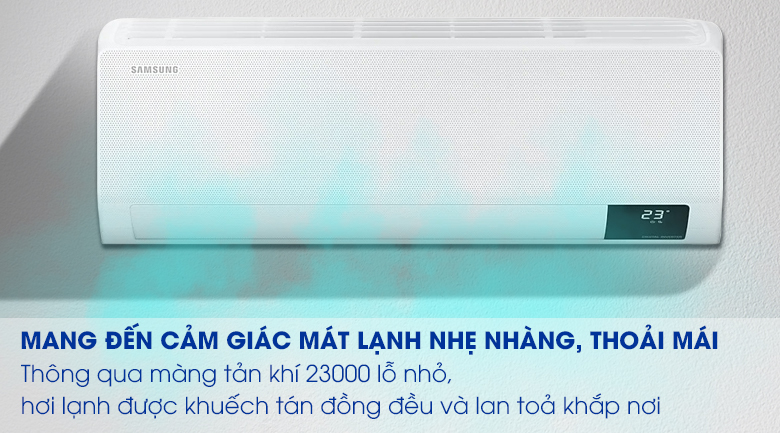 SAMSUNG
23°
MANG ĐẾN CẢM GIÁC MÁT LẠNH NHẸ NHÀNG, THOẢI MÁI
Thông qua màng tản khí 23000 lỗ nhỏ,
hơi lạnh được khuếch tán đồng đều và lan toả khắp nơi